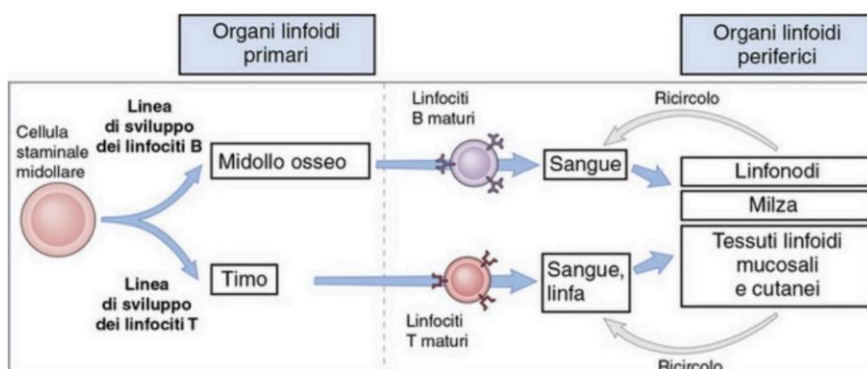 Organi linfoidi
primari
Organi linfoidi
periferici
Linea
di sviluppo
dei linfociti B
Cellula
staminale
midollare
Midollo osseo
Linfociti
B maturi
Sangue
Ricircolo
Linfonodi
Milza
Tessuti linfoidi
mucosali
e cutanei
Linea
di sviluppo
dei linfociti T
Timo
Linfociti
T maturi
Sangue,
linfa
Ricircolo